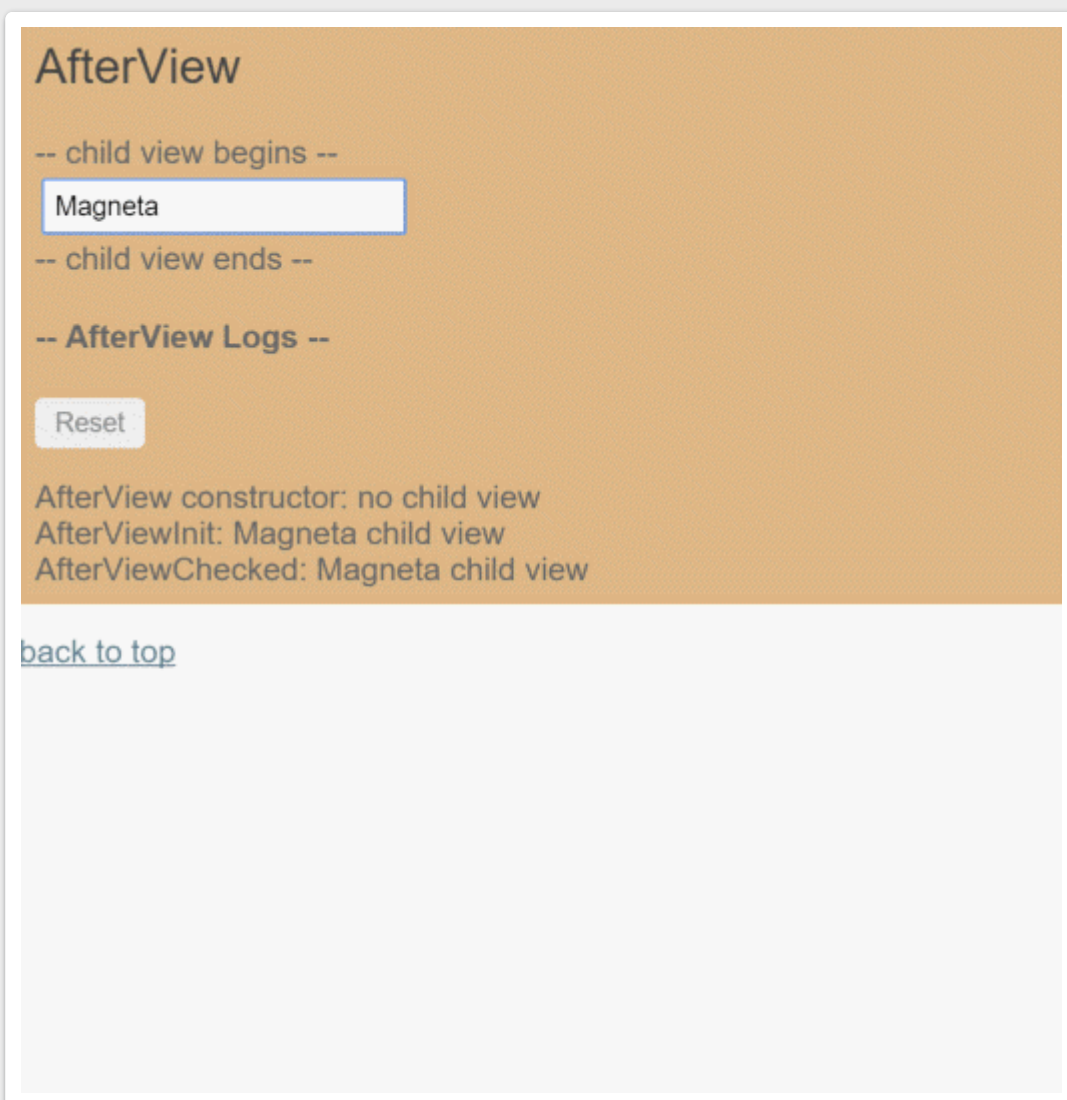 AfterView
-- child view begins --
Magneta
-- child view ends --
-- AfterView Logs --
Reset
AfterView constructor: no child view
AfterViewInit: Magneta child view
AfterViewChecked: Magneta child view
back to top